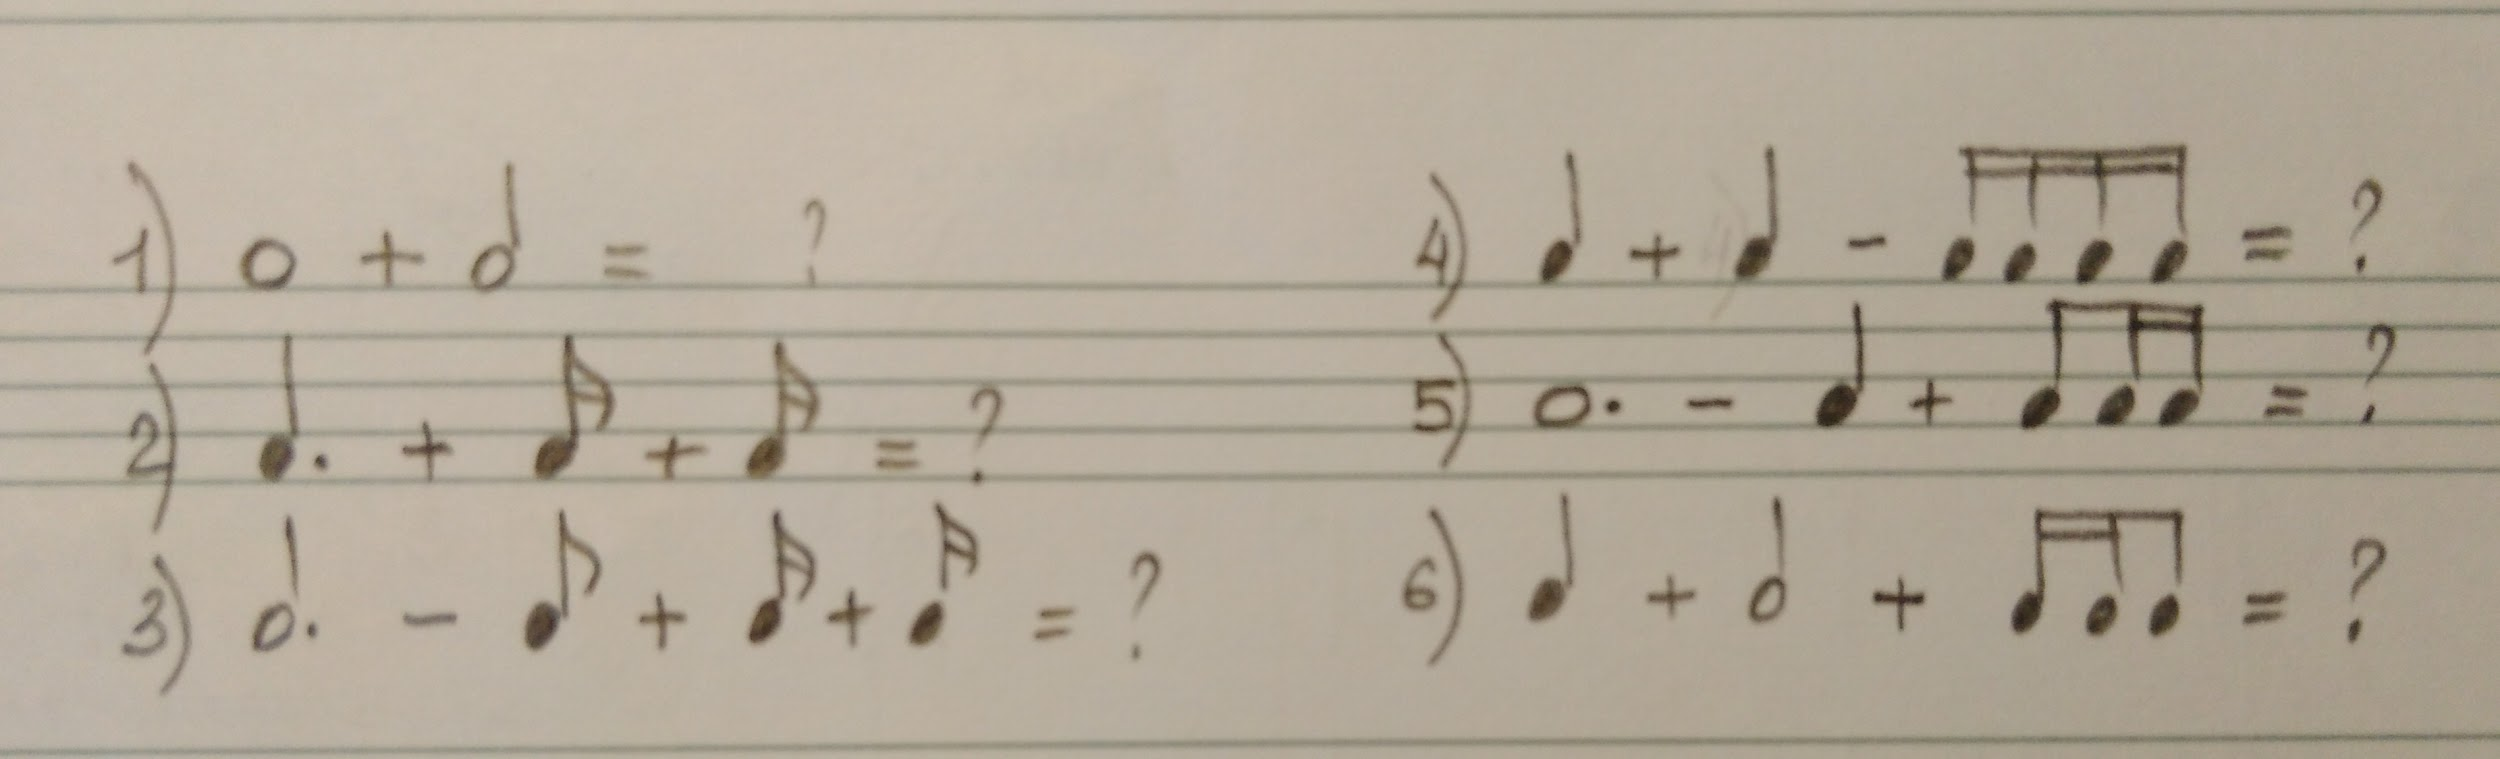 1) 𝅝 + 𝅗𝅥 = ?
2) 𝅘𝅥. + 𝅘𝅥𝅯 + 𝅘𝅥𝅯 = ?
3) 𝅗𝅥. - 𝅘𝅥𝅮 + 𝅘𝅥𝅯 + 𝅘𝅥𝅯 = ?
4) 𝅘𝅥 + 𝅘𝅥 - 𝅘𝅥𝅯𝅘𝅥𝅯𝅘𝅥𝅯𝅘𝅥𝅯 = ?
5) 𝅝. - 𝅘𝅥 + 𝅘𝅥𝅮𝅘𝅥𝅯𝅘𝅥𝅯 = ?
6) 𝅘𝅥 + 𝅗𝅥 + 𝅘𝅥𝅯𝅘𝅥𝅯𝅘𝅥𝅮 = ?